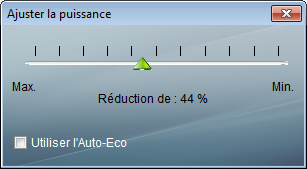 Ajuster la puissance
Max. Min.
Réduction de : 44 %
Utiliser l'Auto-Eco